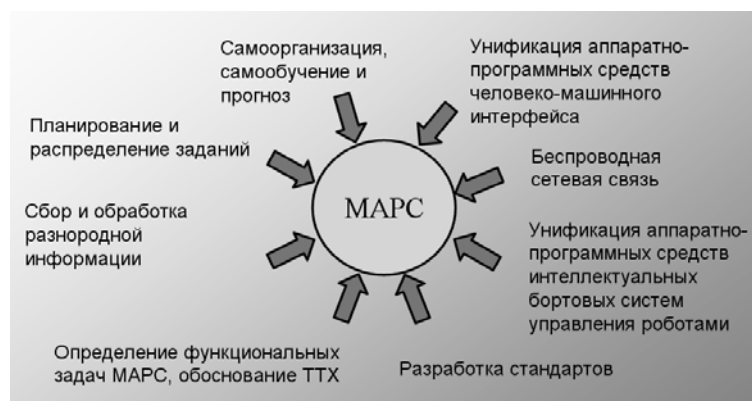 Самоорганизация,
самообучение и
прогноз
Унификация аппаратно-
программных средств
человеко-машинного
интерфейса
Планирование и
распределение заданий
Беспроводная
сетевая связь
МАРС
Сбор и обработка
разнородной
информации
Унификация аппаратно-
программных средств
интеллектуальных
бортовых систем
управления роботами
Определение функциональных
задач МАРС, обоснование ТТХ
Разработка стандартов